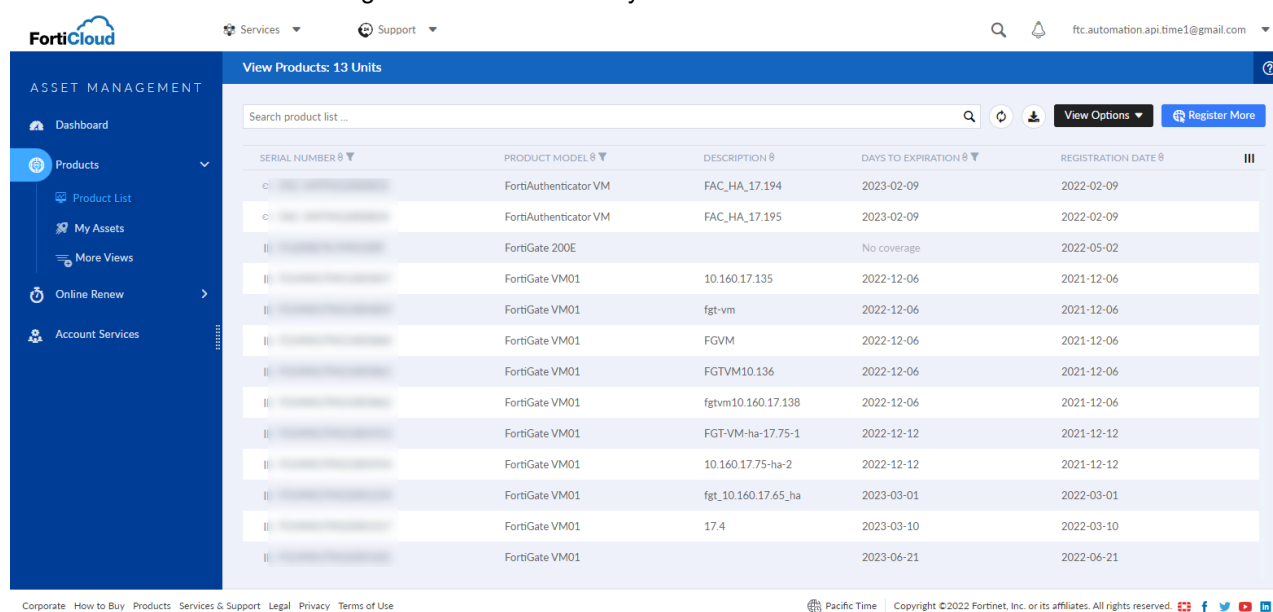 FortiCloud Services Support ftc.automation.api.time1@gmail.com
ASSET MANAGEMENT
Dashboard
Products
Product List
My Assets
More Views
Online Renew
Account Services
View Products: 13 Units
Search product list ... View Options Register More
SERIAL NUMBER PRODUCT MODEL DESCRIPTION DAYS TO EXPIRATION REGISTRATION DATE
FortiAuthenticator VM FAC_HA_17.194 2023-02-09 2022-02-09
FortiAuthenticator VM FAC_HA_17.195 2023-02-09 2022-02-09
FortiGate 200E No coverage 2022-05-02
FortiGate VM01 10.160.17.135 2022-12-06 2021-12-06
FortiGate VM01 fgt-vm 2022-12-06 2021-12-06
FortiGate VM01 FGVM 2022-12-06 2021-12-06
FortiGate VM01 FGTVM10.136 2022-12-06 2021-12-06
FortiGate VM01 fgtvm10.160.17.138 2022-12-06 2021-12-06
FortiGate VM01 FGT-VM-ha-17.75-1 2022-12-12 2021-12-12
FortiGate VM01 10.160.17.75-ha-2 2022-12-12 2021-12-12
FortiGate VM01 fgt_10.160.17.65_ha 2023-03-01 2022-03-01
FortiGate VM01 17.4 2023-03-10 2022-03-10
FortiGate VM01 2023-06-21 2022-06-21
Corporate How to Buy Products Services & Support Legal Privacy Terms of Use Pacific Time Copyright ©2022 Fortinet, Inc. or its affiliates. All rights reserved.